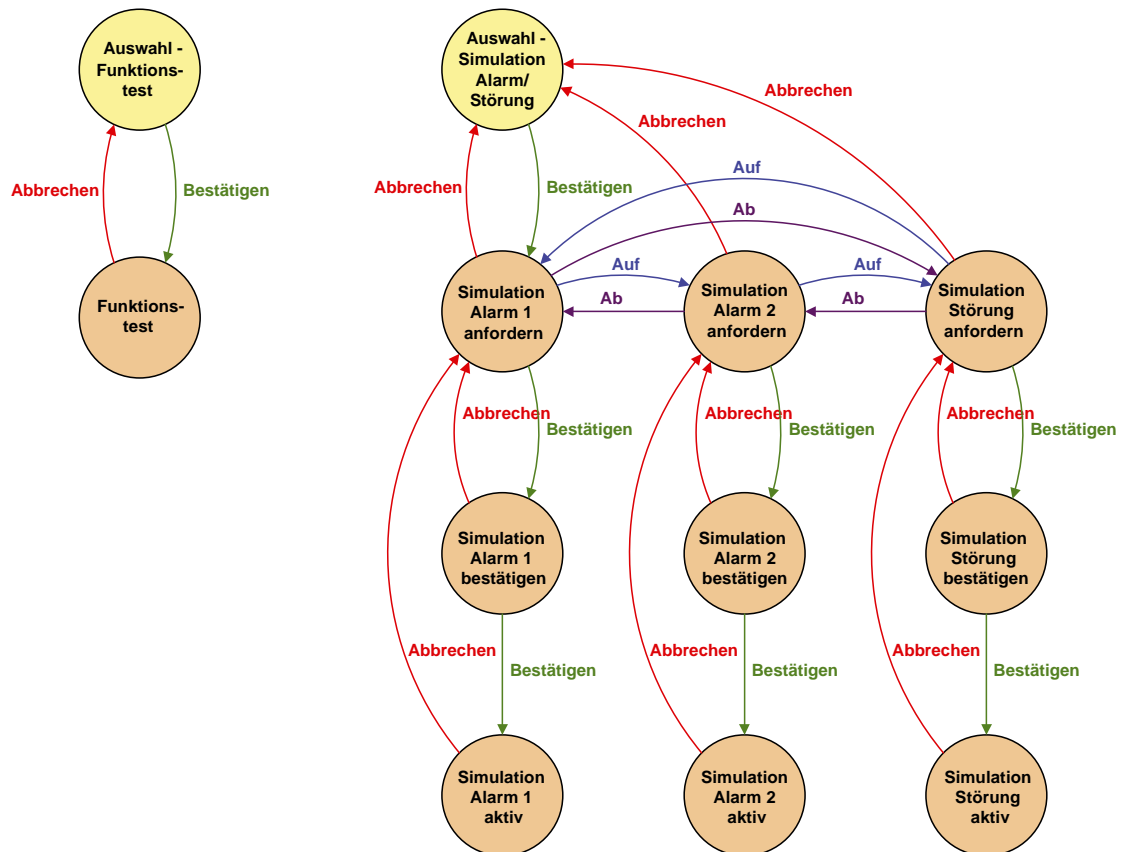 Auswahl -
Funktions-
test
Abbrechen
Bestätigen
Funktions-
test
Auswahl -
Simulation
Alarm/
Störung
Abbrechen
Abbrechen
Abbrechen
Bestätigen
Auf
Ab
Auf
Ab
Auf
Ab
Simulation
Alarm 1
anfordern
Simulation
Alarm 2
anfordern
Simulation
Störung
anfordern
Abbrechen
Bestätigen
Abbrechen
Bestätigen
Abbrechen
Bestätigen
Simulation
Alarm 1
bestätigen
Simulation
Alarm 2
bestätigen
Simulation
Störung
bestätigen
Abbrechen
Bestätigen
Abbrechen
Bestätigen
Abbrechen
Bestätigen
Simulation
Alarm 1
aktiv
Simulation
Alarm 2
aktiv
Simulation
Störung
aktiv